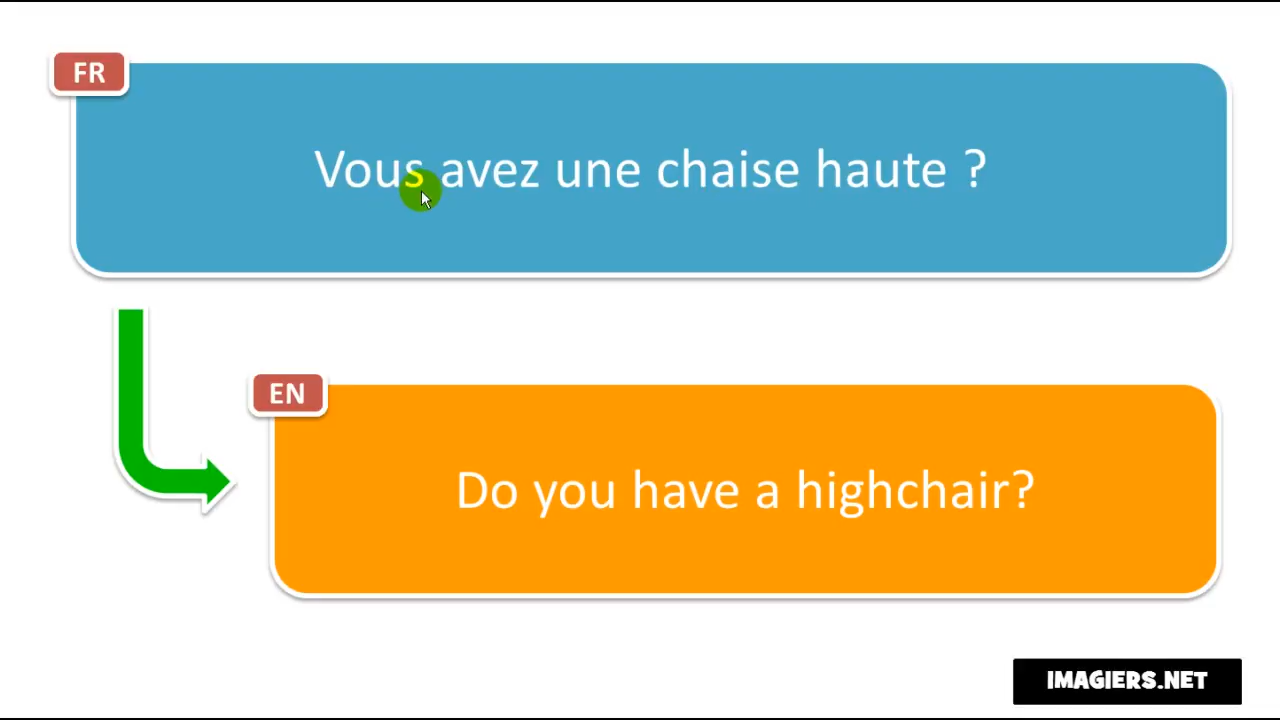 FR
Vous avez une chaise haute ?
EN
Do you have a highchair?
IMAGIERS.NET